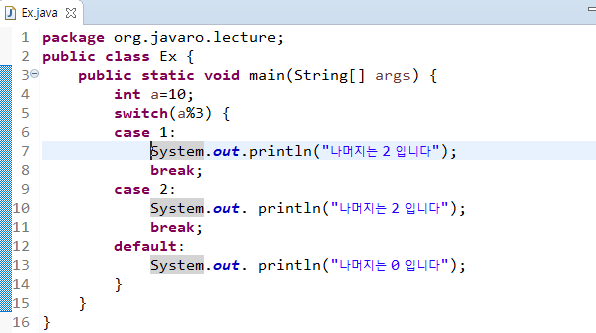 Ex.java
1 package org.javaro.lecture;
2 public class Ex {
3     public static void main(String[] args) {
4         int a=10;
5         switch(a%3) {
6         case 1:
7             System.out.println("나머지는 2 입니다");
8             break;
9         case 2:
10             System.out. println("나머지는 2 입니다");
11             break;
12         default:
13             System.out. println("나머지는 0 입니다");
14         }
15     }
16 }